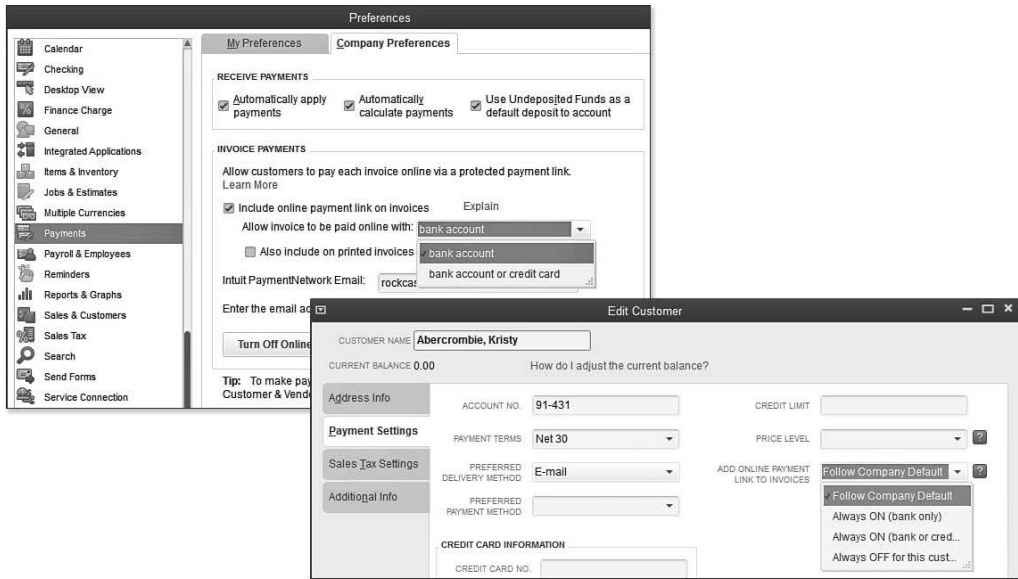 Preferences
Calendar
Checking
Desktop View
Finance Charge
General
Integrated Applications
Items & Inventory
Jobs & Estimates
Multiple Currencies
Payments
Payroll & Employees
Reminders
Reports & Graphs
Sales & Customers
Sales Tax
Search
Send Forms
Service Connection
My Preferences
Company Preferences
RECEIVE PAYMENTS
Automatically apply
payments
Automatically
calculate payments
Use Undeposited Funds as a
default deposit to account
INVOICE PAYMENTS
Allow customers to pay each invoice online via a protected payment link.
Learn More
Include online payment link on invoices Explain
Allow invoice to be paid online with: bank account
bank account
bank account or credit card
Also include on printed invoices
Intuit PaymentNetwork Email: rockcas
Enter the email ad
Turn Off Online
Tip: To make pay
Customer & Vend
Edit Customer
CUSTOMER NAME Abercrombie, Kristy
CURRENT BALANCE 0.00 How do I adjust the current balance?
Address Info
Payment Settings
Sales Tax Settings
Additional Info
ACCOUNT NO. 91-431
PAYMENT TERMS Net 30
PREFERRED
DELIVERY METHOD E-mail
PREFERRED
PAYMENT METHOD
CREDIT CARD INFORMATION
CREDIT CARD NO.
CREDIT LIMIT
PRICE LEVEL ?
ADD ONLINE PAYMENT
LINK TO INVOICES Follow Company Default ?
Follow Company Default
Always ON (bank only)
Always ON (bank or cred...
Always OFF for this cust...